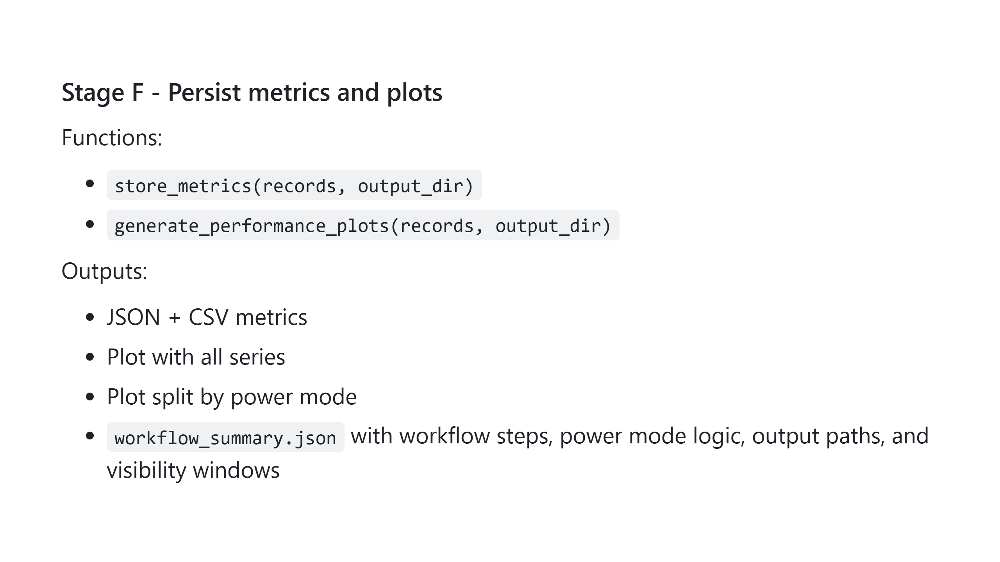 Stage F - Persist metrics and plots
Functions:
store_metrics(records, output_dir)
generate_performance_plots(records, output_dir)
Outputs:
JSON + CSV metrics
Plot with all series
Plot split by power mode
workflow_summary.json with workflow steps, power mode logic, output paths, and
visibility windows